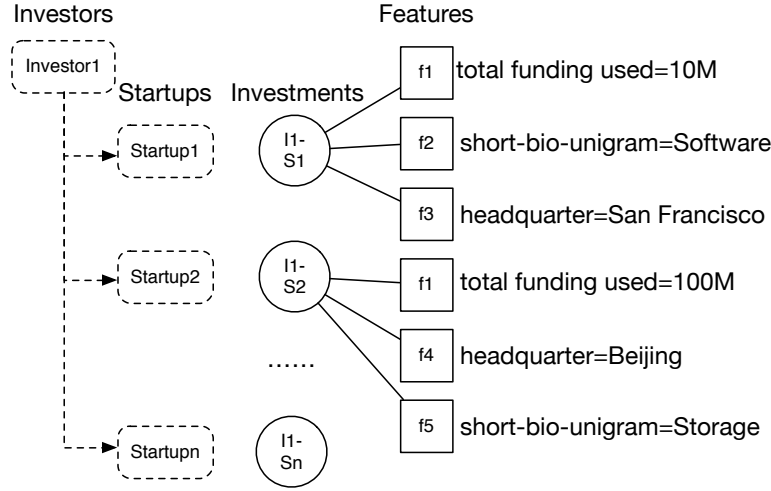 Investors
Features
Investor1
f1
total funding used=10M
Startups
Investments
Startup1
I1-
S1
f2
short-bio-unigram=Software
f3
headquarter=San Francisco
Startup2
I1-
S2
f1
total funding used=100M
f4
headquarter=Beijing
......
f5
short-bio-unigram=Storage
Startupn
I1-
Sn